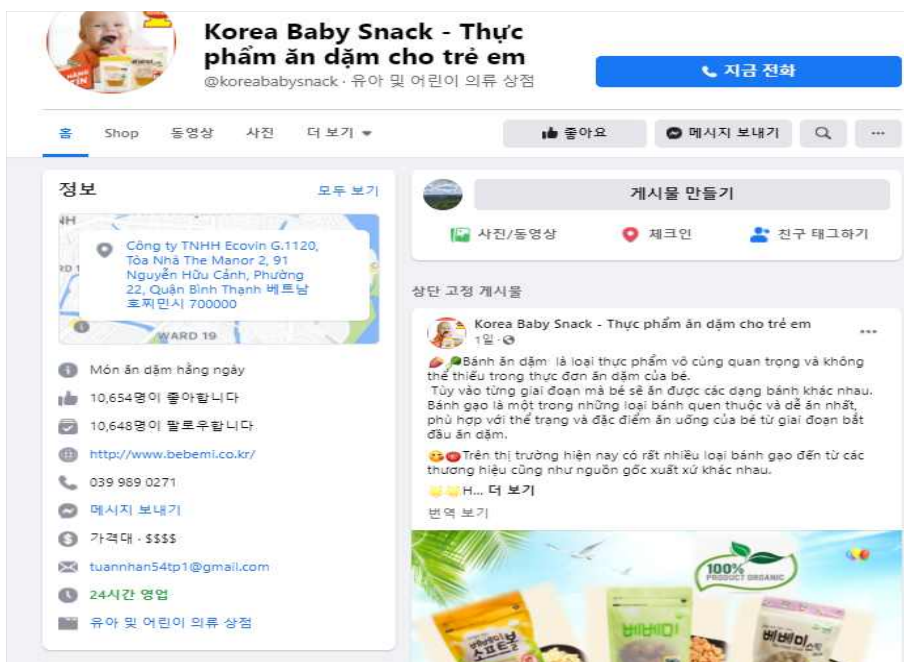 Korea Baby Snack - Thực
phẩm ăn dặm cho trẻ em
@koreababysnack · 유아 및 어린이 의류 상점
지금 전화
홈 Shop 동영상 사진 더 보기
좋아요 메시지 보내기
정보 모두 보기
Công ty TNHH Ecovin G.1120,
Tòa Nhà The Manor 2, 91
Nguyễn Hữu Cảnh, Phường
22, Quận Bình Thạnh 베트남
호찌민시 700000
WARD 19
Món ăn dặm hằng ngày
10,654명이 좋아합니다
10,648명이 팔로우합니다
http://www.bebemi.co.kr/
039 989 0271
메시지 보내기
가격대 · $$$$
tuannhan54tp1@gmail.com
24시간 영업
유아 및 어린이 의류 상점
게시물 만들기
사진/동영상 체크인 친구 태그하기
상단 고정 게시물
Korea Baby Snack - Thực phẩm ăn dặm cho trẻ em
1일 ·
Bánh ăn dặm là loại thực phẩm vô cùng quan trọng và không
thể thiếu trong thực đơn ăn dặm của bé.
Tùy vào từng giai đoạn mà bé sẽ ăn được các dạng bánh khác nhau.
Bánh gạo là một trong những loại bánh quen thuộc và dễ ăn nhất,
phù hợp với thể trạng và đặc điểm ăn uống của bé từ giai đoạn bắt
đầu ăn dặm.
Trên thị trường hiện nay có rất nhiều loại bánh gạo đến từ các
thương hiệu cũng như nguồn gốc xuất xứ khác nhau.
H... 더 보기
번역 보기
100%
PRODUCT ORGANIC
베베미
소프트볼
베베미
베베미스틱